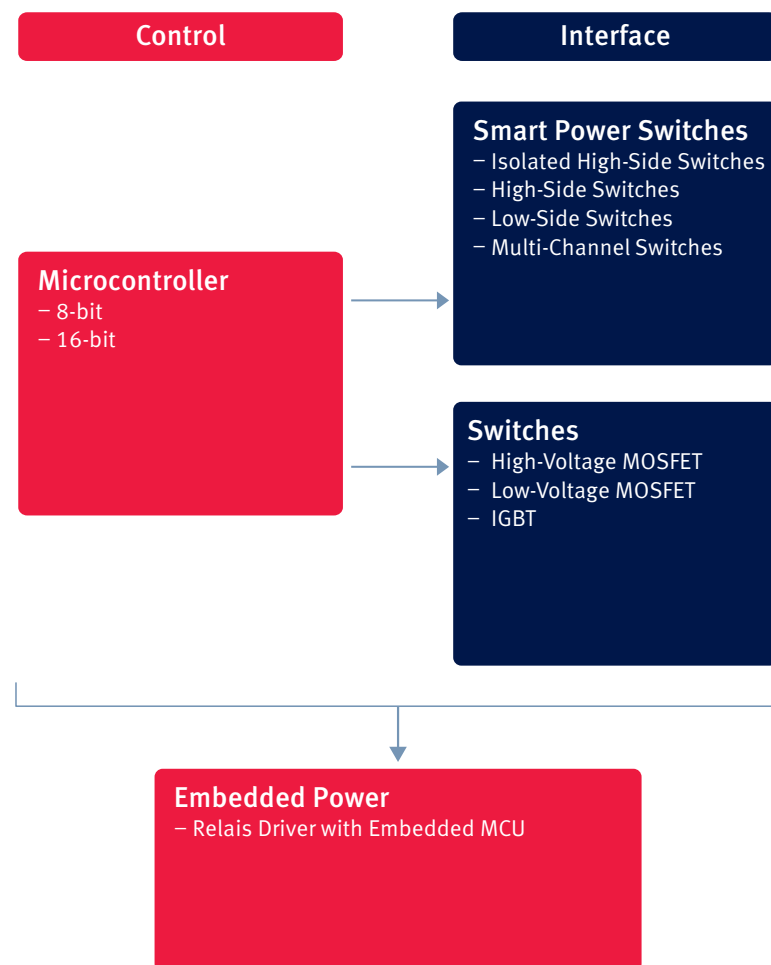 Control
Interface
Smart Power Switches
– Isolated High-Side Switches
– High-Side Switches
– Low-Side Switches
– Multi-Channel Switches
Microcontroller
– 8-bit
– 16-bit
Switches
– High-Voltage MOSFET
– Low-Voltage MOSFET
– IGBT
Embedded Power
– Relais Driver with Embedded MCU